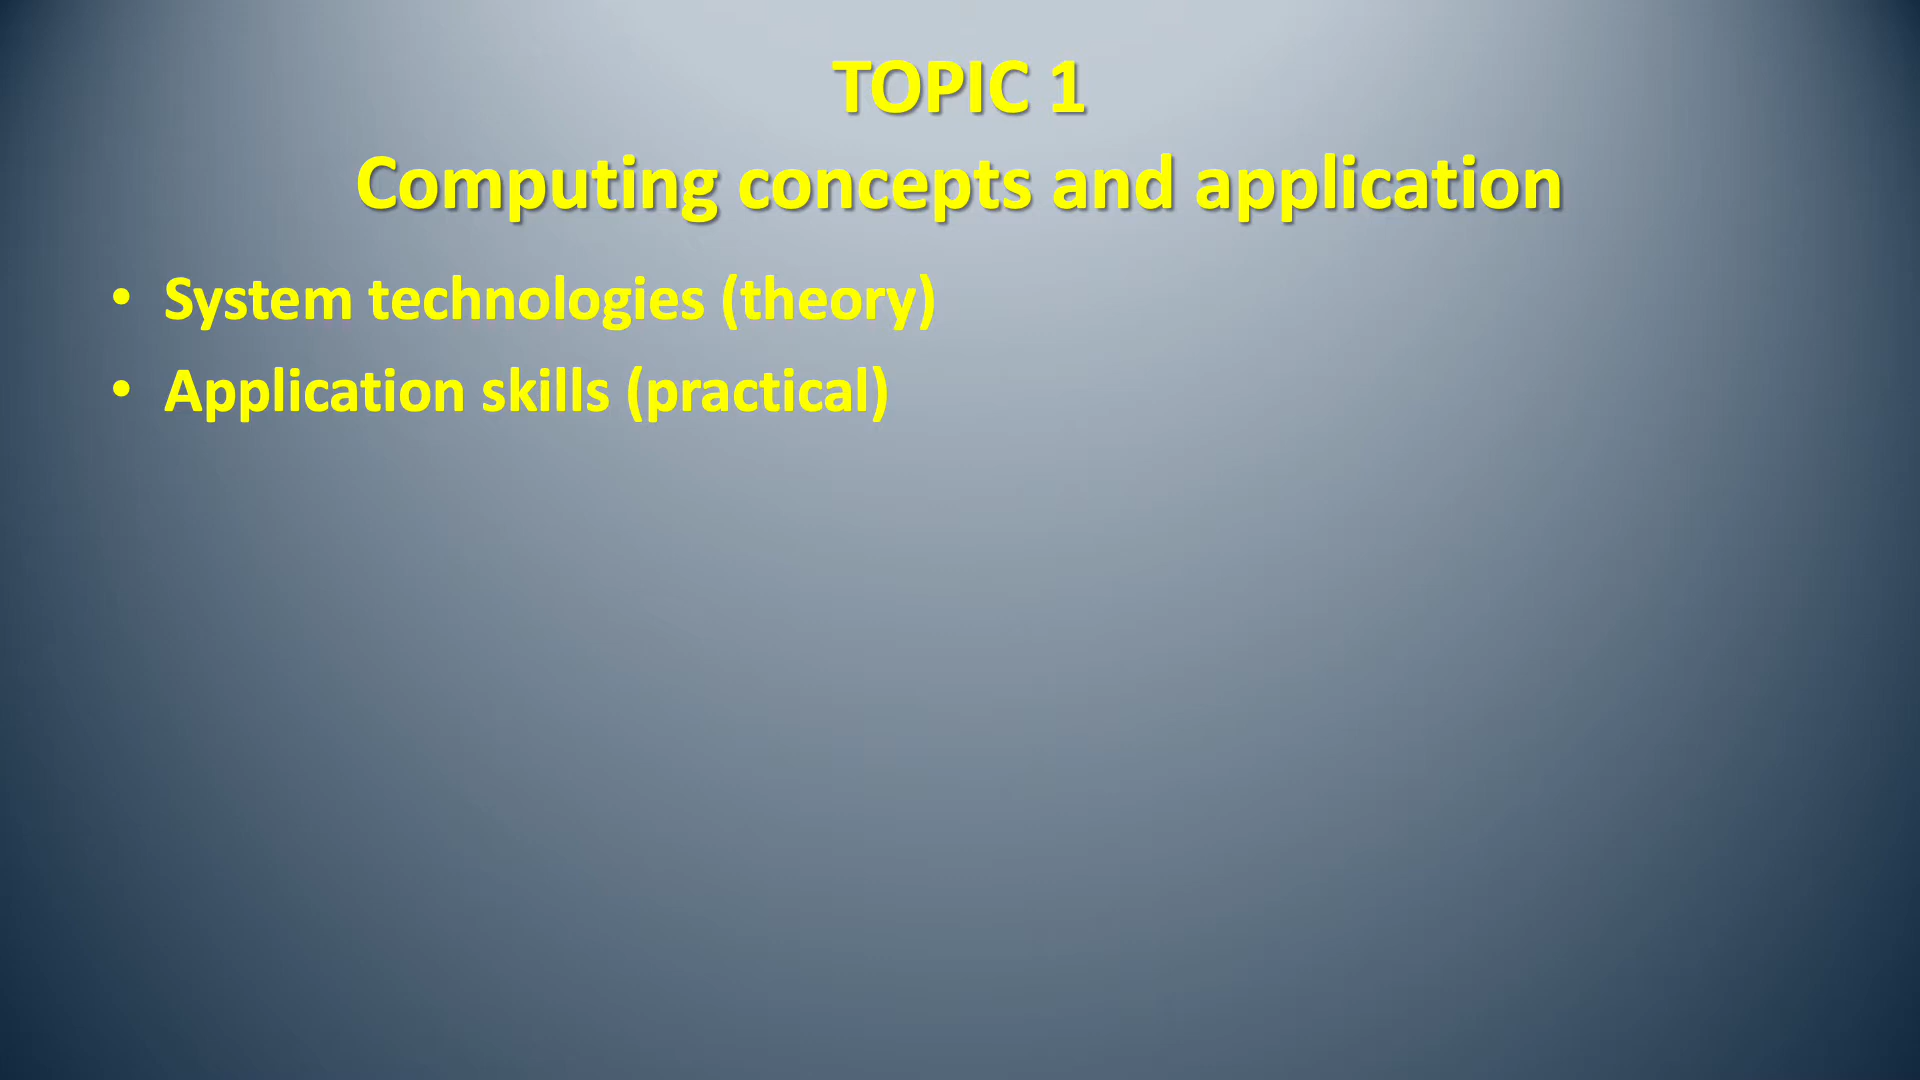 TOPIC 1
Computing concepts and application
• System technologies (theory)
• Application skills (practical)